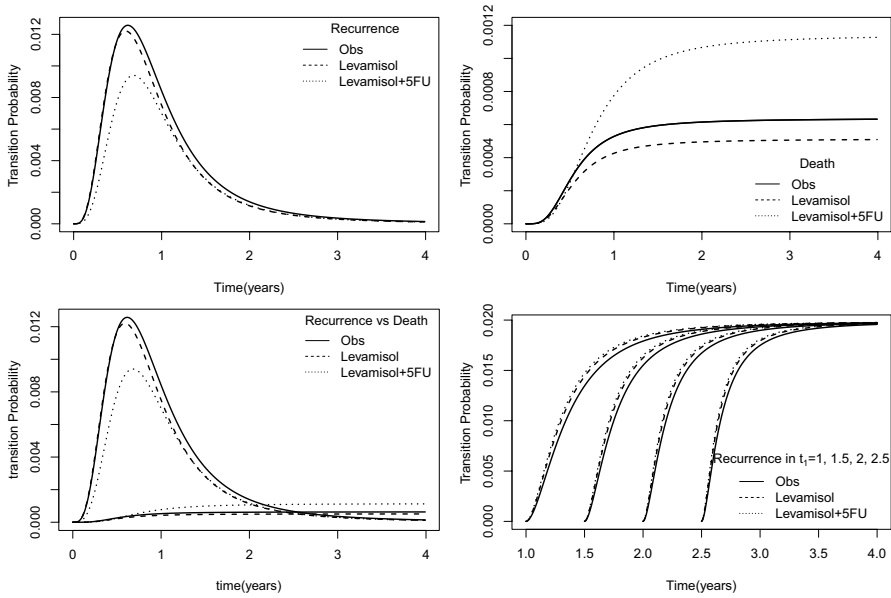 Transition Probability
0.000 0.004 0.008 0.012
Recurrence
Obs
Levamisol
Levamisol+5FU
0 1 2 3 4
Time(years)
Transition Probability
0.0000 0.0004 0.0008 0.0012
Death
Obs
Levamisol
Levamisol+5FU
0 1 2 3 4
Time(years)
transition Probability
0.000 0.004 0.008 0.012
Recurrence vs Death
Obs
Levamisol
Levamisol+5FU
0 1 2 3 4
time(years)
Transition Probability
0.000 0.005 0.010 0.015 0.020
Recurrence in t1=1, 1.5, 2, 2.5
Obs
Levamisol
Levamisol+5FU
1.0 1.5 2.0 2.5 3.0 3.5 4.0
Time(years)